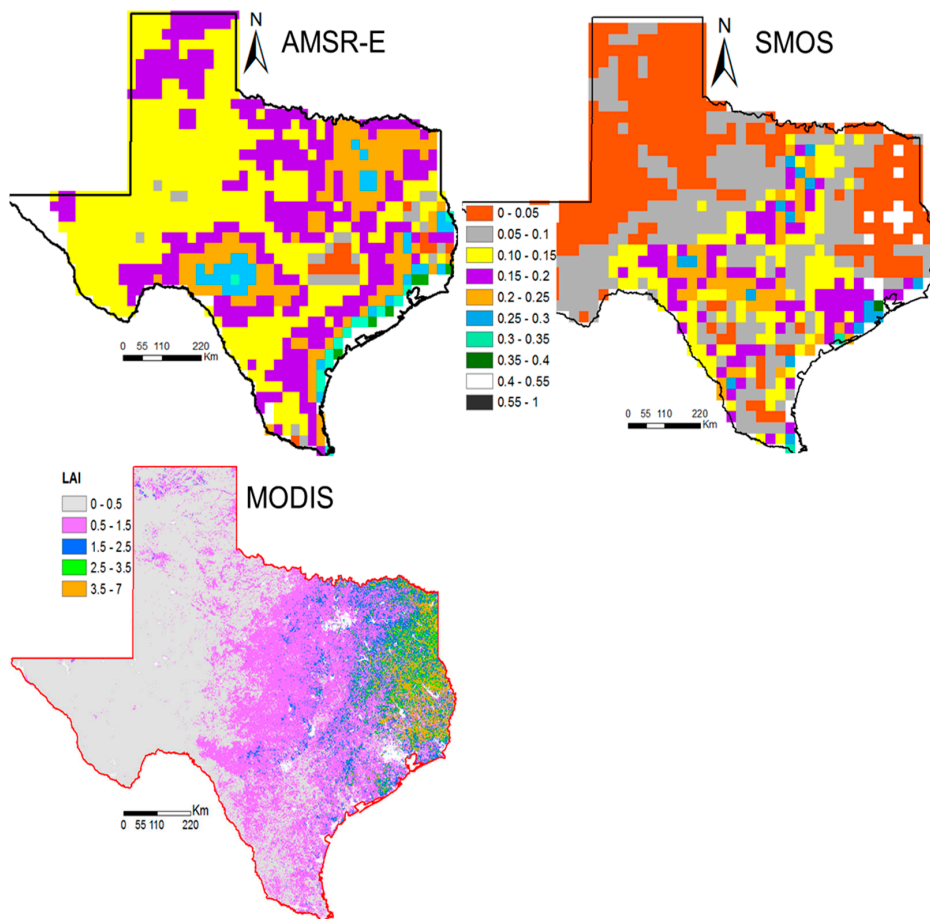 N
AMSR-E
0 55 110 220
Km
N
SMOS
0 - 0.05
0.05 - 0.1
0.10 - 0.15
0.15 - 0.2
0.2 - 0.25
0.25 - 0.3
0.3 - 0.35
0.35 - 0.4
0.4 - 0.55
0.55 - 1
0 55 110 220
Km
LAI
0 - 0.5
0.5 - 1.5
1.5 - 2.5
2.5 - 3.5
3.5 - 7
MODIS
Km
0 55 110 220